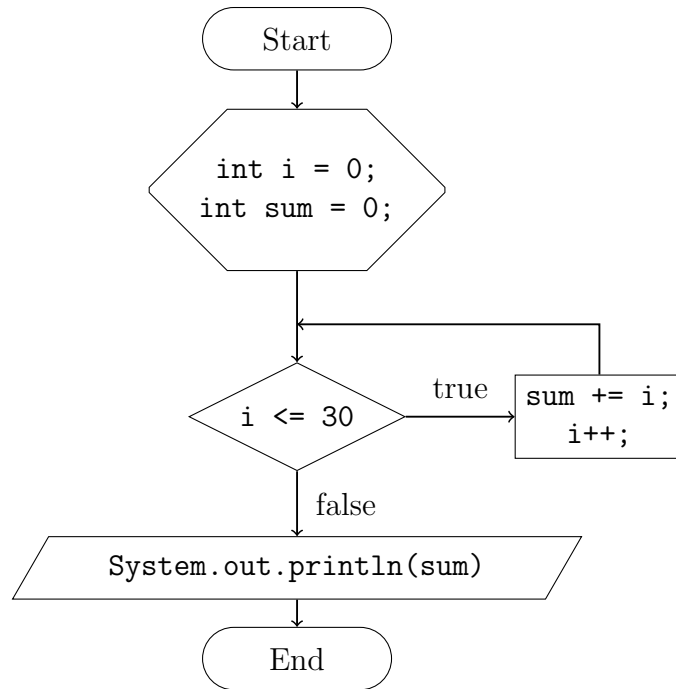 Start
int i = 0;
int sum = 0;
i <= 30
true
sum += i;
i++;
false
System.out.println(sum)
End